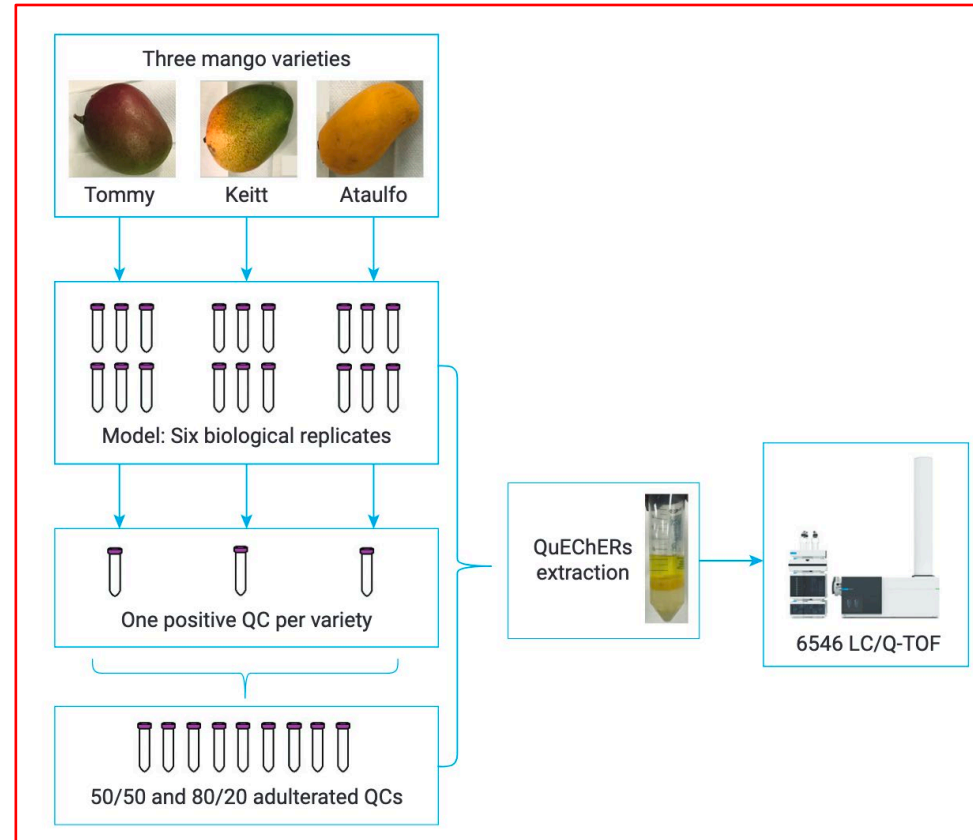 Three mango varieties
Tommy
Keitt
Ataulfo
Model: Six biological replicates
One positive QC per variety
50/50 and 80/20 adulterated QCs
QuEChERs
extraction
6546 LC/Q-TOF